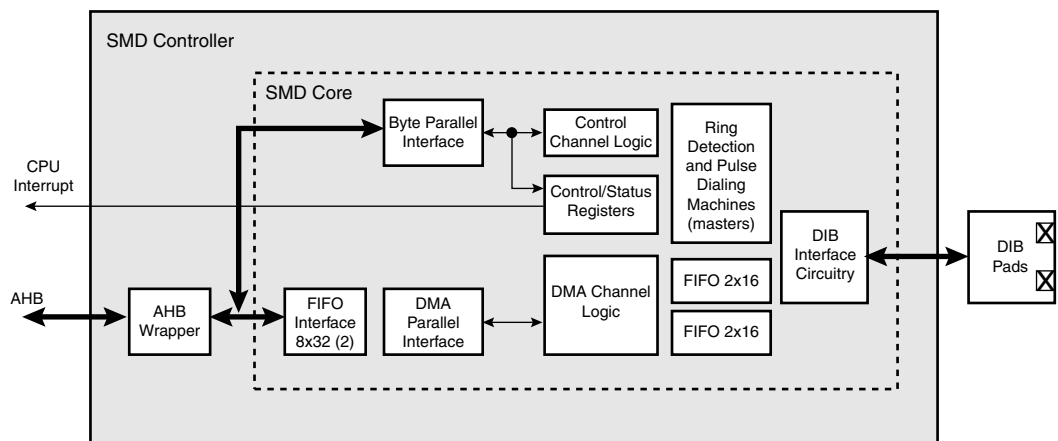 SMD Controller
SMD Core
Byte Parallel
Interface
Control
Channel Logic
Ring
Detection
and Pulse
Dialing
Machines
(masters)
CPU
Interrupt
Control/Status
Registers
DIB
Interface
Circuitry
DIB
Pads
AHB
AHB
Wrapper
FIFO
Interface
8x32 (2)
DMA
Parallel
Interface
DMA Channel
Logic
FIFO 2x16
FIFO 2x16